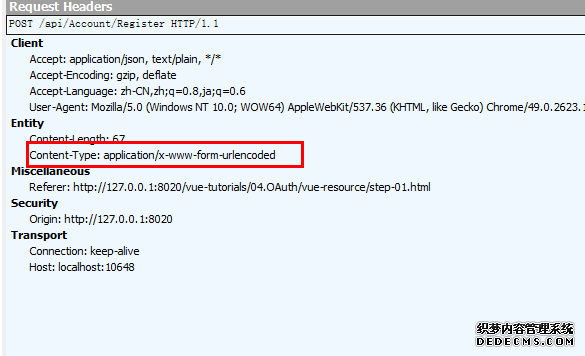 Request Headers
POST /api/Account/Register HTTP/1.1
Client
Accept: application/json, text/plain, */*
Accept-Encoding: gzip, deflate
Accept-Language: zh-CN,zh;q=0.8,ja;q=0.6
User-Agent: Mozilla/5.0 (Windows NT 10.0; WOW64) AppleWebKit/537.36 (KHTML, like Gecko) Chrome/49.0.2623.1
Entity
Content-Length: 67
Content-Type: application/x-www-form-urlencoded
Miscellaneous
Referer: http://127.0.0.1:8020/vue-tutorials/04.OAuth/vue-resource/step-01.html
Security
Origin: http://127.0.0.1:8020
Transport
Connection: keep-alive
Host: localhost:10648
织梦内容管理系统
DEDECMS.COM